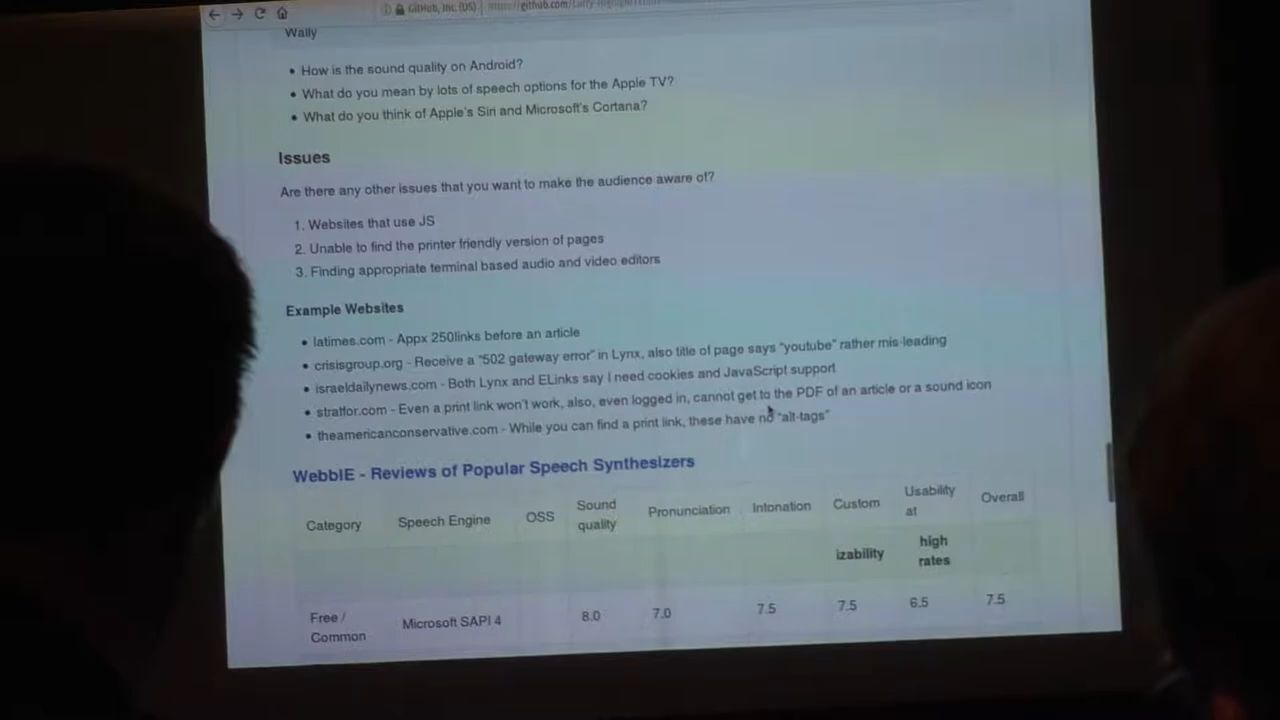 GitHub, Inc. (US)
github.com
Wally
• How is the sound quality on Android?
• What do you mean by lots of speech options for the Apple TV?
• What do you think of Apple's Siri and Microsoft's Cortana?
Issues
Are there any other issues that you want to make the audience aware of?
1. Websites that use JS
2. Unable to find the printer friendly version of pages
3. Finding appropriate terminal based audio and video editors
Example Websites
• latimes.com - Appx 250links before an article
• crisisgroup.org - Receive a "502 gateway error" in Lynx, also title of page says "youtube" rather mis-leading
• israeldailynews.com - Both Lynx and ELinks say I need cookies and JavaScript support
• stratfor.com - Even a print link won't work, also, even logged in, cannot get to the PDF of an article or a sound icon
• theamericanconservative.com - While you can find a print link, these have no "alt-tags"
WebbIE - Reviews of Popular Speech Synthesizers
Category Speech Engine OSS Sound quality Pronunciation Intonation Custom Usability at Overall
izability high rates
Free / Common Microsoft SAPI 4 8.0 7.0 7.5 7.5 6.5 7.5